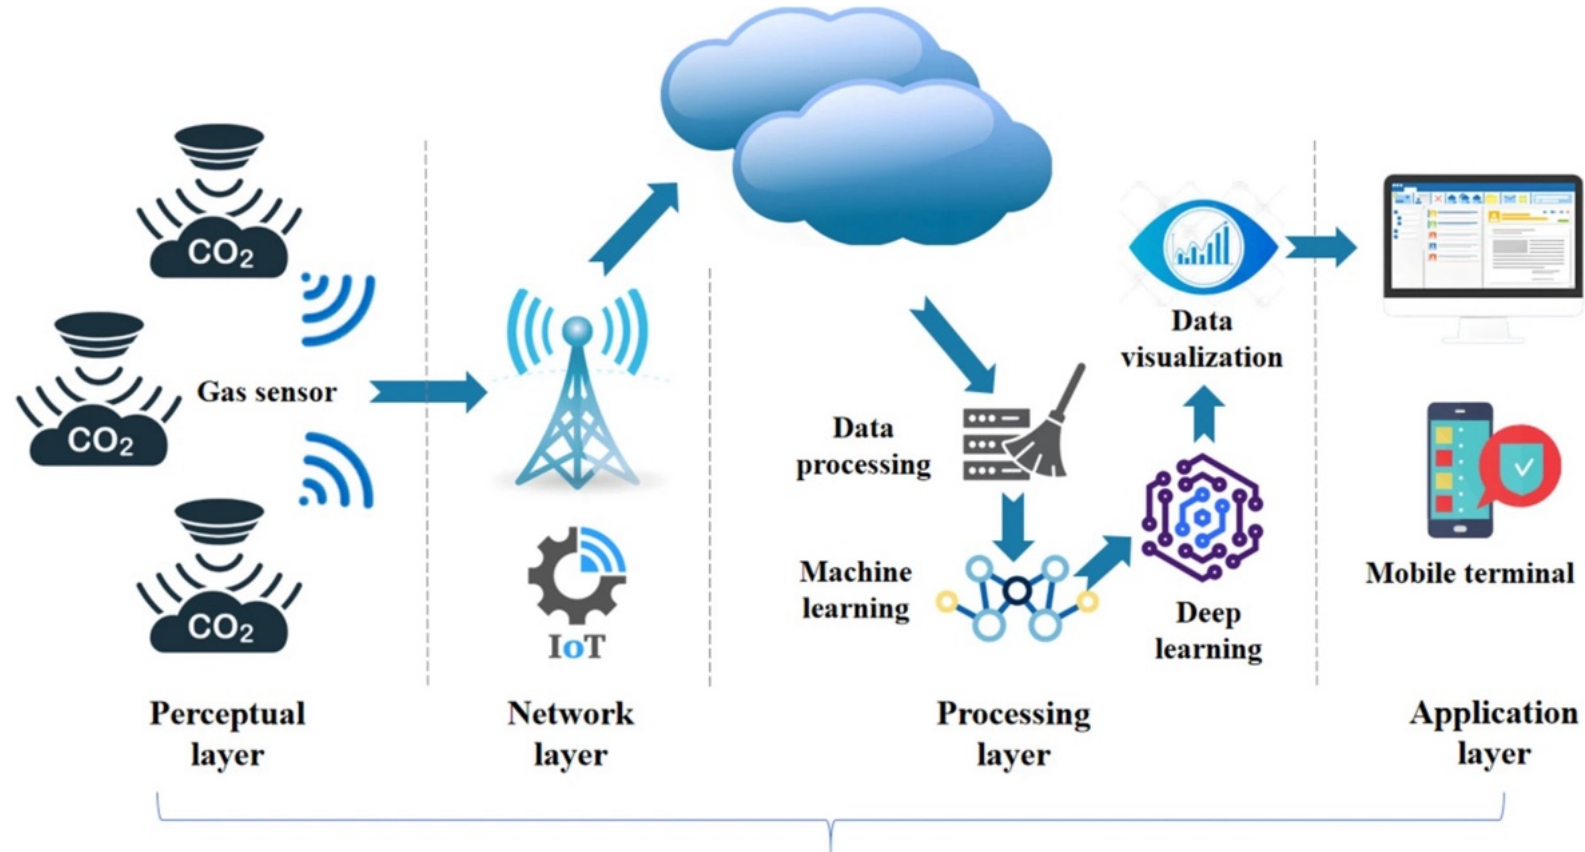 CO2
CO2
Gas sensor
CO2
IoT
Data
processing
Machine
learning
Data
visualization
Deep
learning
Mobile terminal
Perceptual
layer
Network
layer
Processing
layer
Application
layer